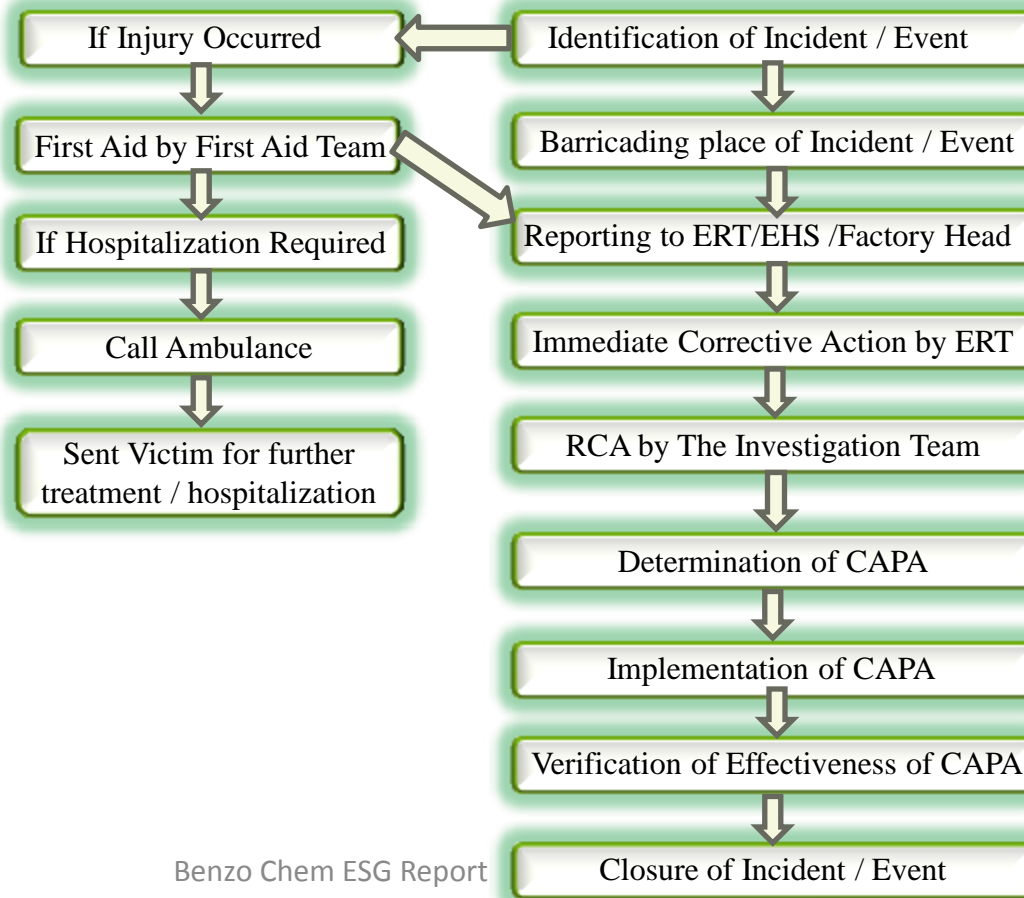 If Injury Occurred
First Aid by First Aid Team
If Hospitalization Required
Call Ambulance
Sent Victim for further
treatment / hospitalization
Identification of Incident / Event
Barricading place of Incident / Event
Reporting to ERT/EHS /Factory Head
Immediate Corrective Action by ERT
RCA by The Investigation Team
Determination of CAPA
Implementation of CAPA
Verification of Effectiveness of CAPA
Closure of Incident / Event
Benzo Chem ESG Report